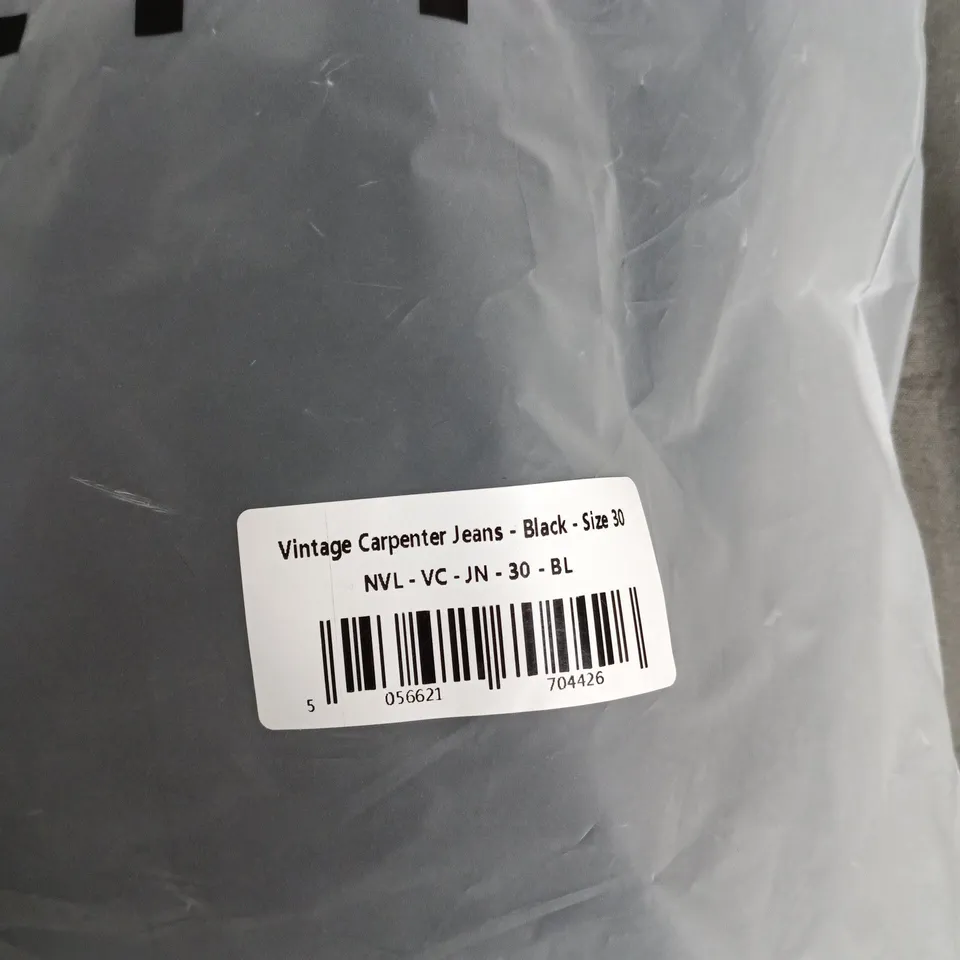 Vintage Carpenter Jeans - Black - Size 30
NVL - VC - JN - 30 - BL
5 056621 704426